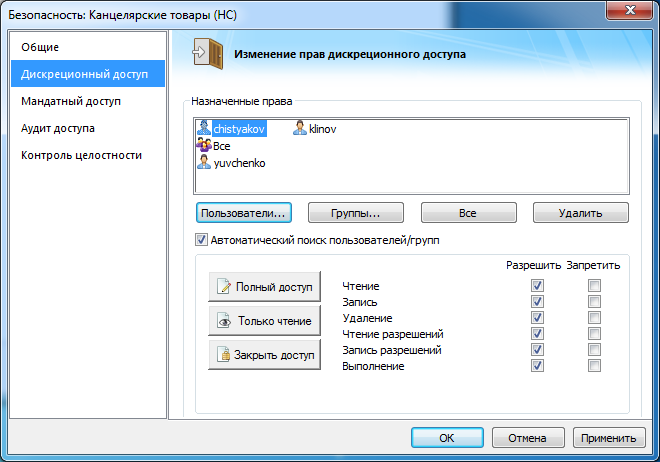 Безопасность: Канцелярские товары (НС)
Общие
Дискреционный доступ
Мандатный доступ
Аудит доступа
Контроль целостности
Изменение прав дискреционного доступа
Назначенные права
chistyakov klinov
Все
yuvchenko
Пользователи... Группы... Все Удалить
Автоматический поиск пользователей/групп
Разрешить Запретить
Полный доступ
Только чтение
Закрыть доступ
Чтение
Запись
Удаление
Чтение разрешений
Запись разрешений
Выполнение
OK Отмена Применить